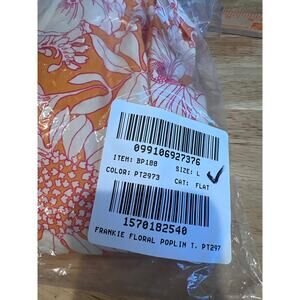 099106927376
ITEM: BP188 SIZE: L
COLOR: PT2973 CAT: FLAT
1570182540
FRANKIE FLORAL POPLIN T. PT297